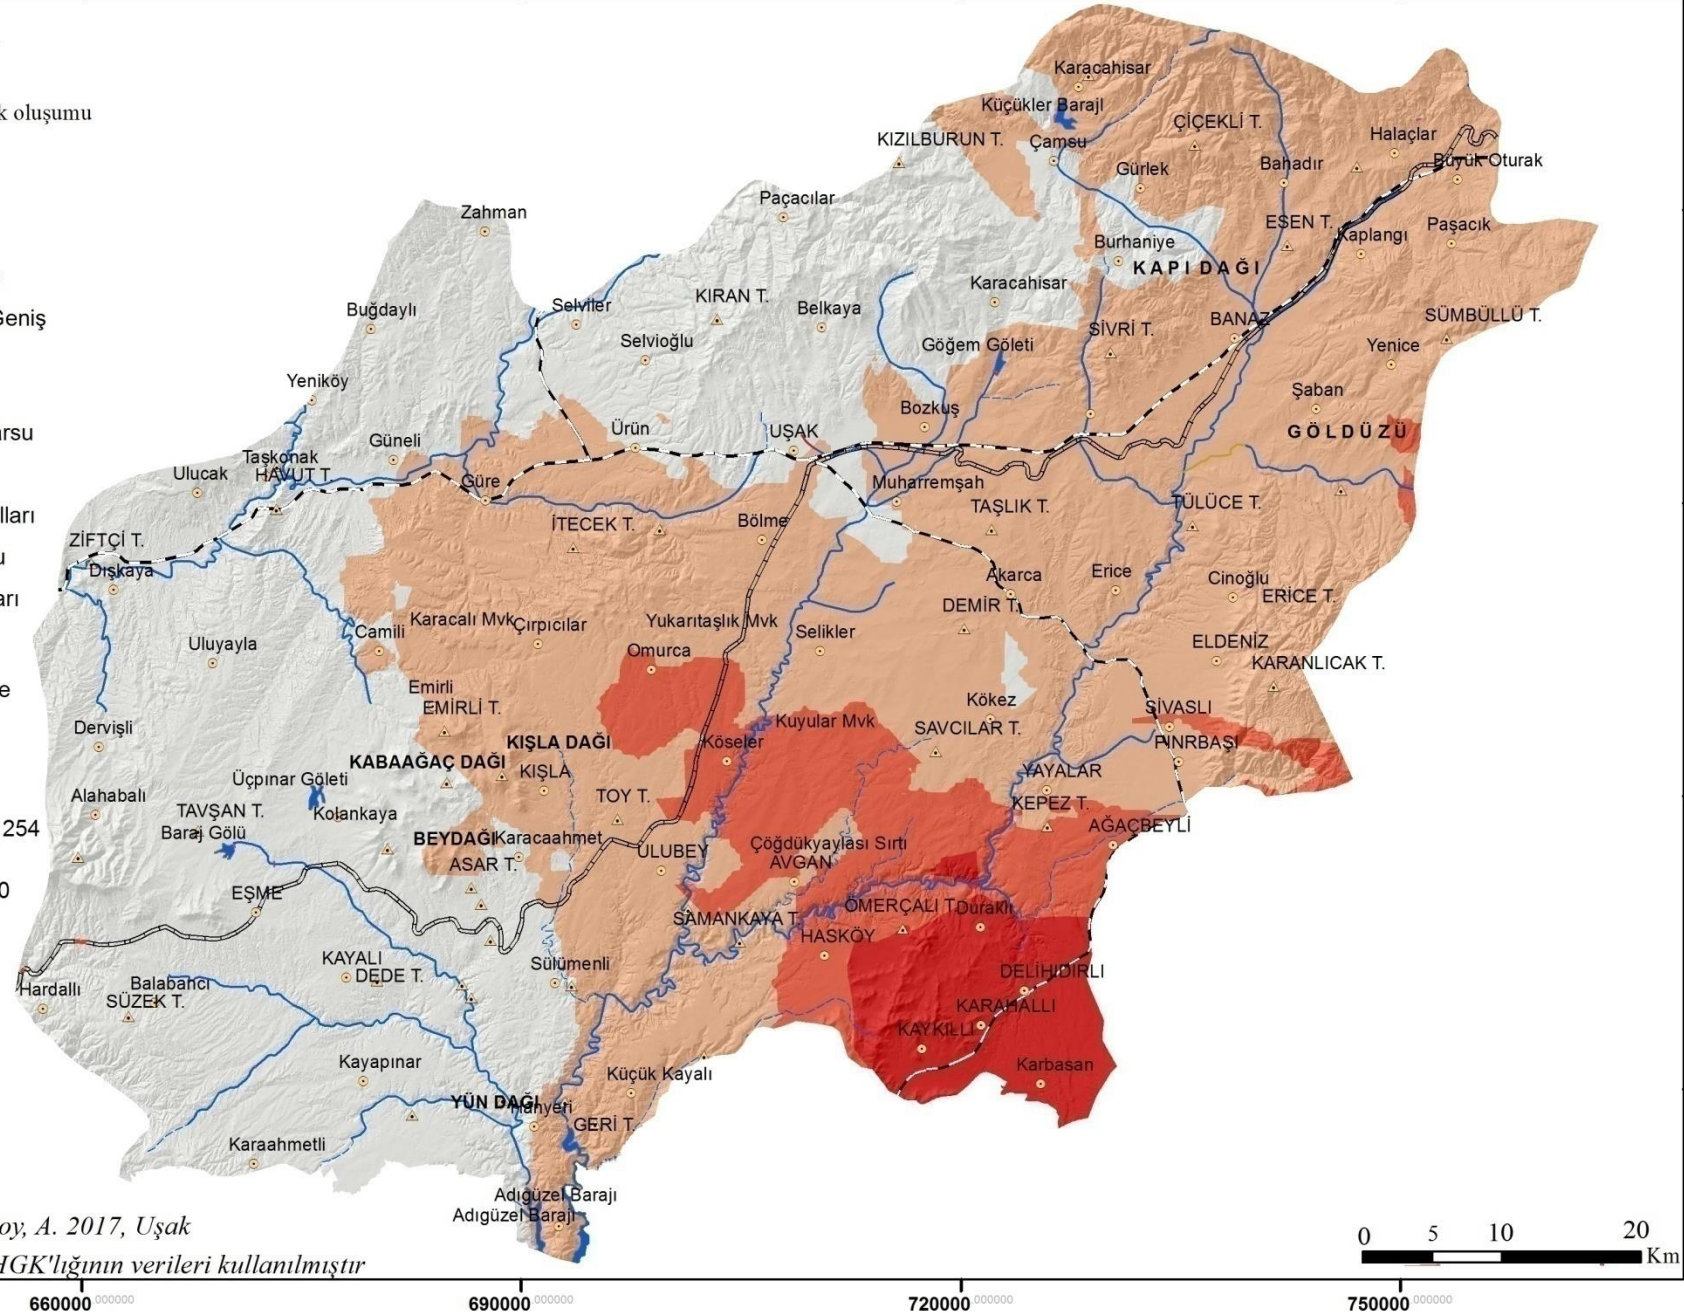 k oluşumu
Geniş
rsu
lları
u
arı
e
254
0
Karacahisar
Küçükler Barajl
ÇİÇEKLİ T.
KIZILBURUN T.
Çamsu
Halaçlar
Gürlek
Bahadır
Büyük Oturak
Paçacılar
Zahman
ESEN T.
Kaplangı
Paşacık
Burhaniye
KAPI DAĞI
Karacahisar
KIRAN T.
Belkaya
Selviler
Buğdaylı
SİVRİ T.
BANAZ
SÜMBÜLLÜ T.
Selvioğlu
Göğem Göleti
Yenice
Yeniköy
Şaban
Bozkuş
GÖLDÜZÜ
Güneli
Ürün
UŞAK
Taşkonak
HAVUT T.
Ulucak
Güre
Muharremşah
TÜLÜCE T.
TAŞLIK T.
İTECEK T.
Bölme
ZİFTÇİ T.
Dışkaya
Akarca
Erice
Cinoğlu
ERİCE T.
DEMİR T.
Karacalı Mvk
Çırpıcılar
Yukarıtaşlık Mvk
Selikler
Camili
Uluyayla
Omurca
ELDENİZ
KARANLICAK T.
Emirli
EMİRLİ T.
Kökez
SİVASLI
Dervişli
Kuyular Mvk
SAVCILAR T.
KIŞLA DAĞI
Köseler
PINRBAŞI
KABAAĞAÇ DAĞI
KIŞLA
YAYALAR
Üçpınar Göleti
Alahabalı
TOY T.
KEPEZ T.
TAVŞAN T.
Kolankaya
Baraj Gölü
BEYDAĞI
Karacaahmet
AĞAÇBEYLİ
ULUBEY
Çöğdükyaylası Sırtı
AVGAN
ASAR T.
EŞME
ÖMERÇALI T.
Duraklı
SAMANKAYA T.
HASKÖY
KAYALI
DEDE T.
Sülümenli
DELİHIDIRLI
Hardallı
Balabancı
SÜZEK T.
KARAHALLI
KAYKILLI
Kayapınar
Küçük Kayalı
Karbasan
YÜN DAĞI
Hanyeri
GERİ T.
Karaahmetli
Adıgüzel Barajı
Adıgüzel Barajı
oy, A. 2017, Uşak
HGK'lığının verileri kullanılmıştır
0 5 10 20
Km
660000.000000 690000.000000 720000.000000 750000.000000